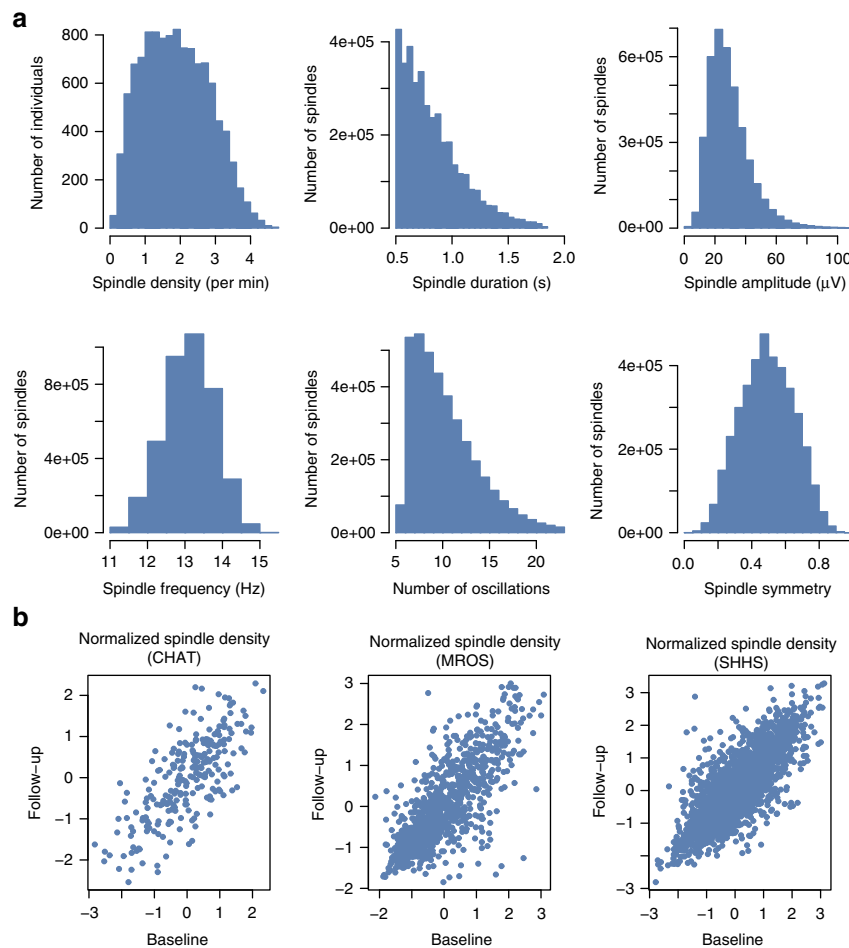 a
Number of individuals
800
600
400
200
0
0 1 2 3 4
Spindle density (per min)
Number of spindles
4e+05
2e+05
0e+00
0.5 1.0 1.5 2.0
Spindle duration (s)
Number of spindles
6e+05
3e+05
0e+00
0 20 60 100
Spindle amplitude (μV)
Number of spindles
8e+05
4e+05
0e+00
11 12 13 14 15
Spindle frequency (Hz)
Number of spindles
4e+05
2e+05
0e+00
5 10 15 20
Number of oscillations
Number of spindles
4e+05
2e+05
0e+00
0.0 0.4 0.8
Spindle symmetry
b
Normalized spindle density
(CHAT)
Follow–up
2
1
0
−1
−2
−3 −1 0 1 2
Baseline
Normalized spindle density
(MROS)
Follow–up
3
2
1
0
−1
−2
−2 0 1 2 3
Baseline
Normalized spindle density
(SHHS)
Follow–up
3
2
1
0
−1
−3
−3 −1 0 1 2 3
Baseline